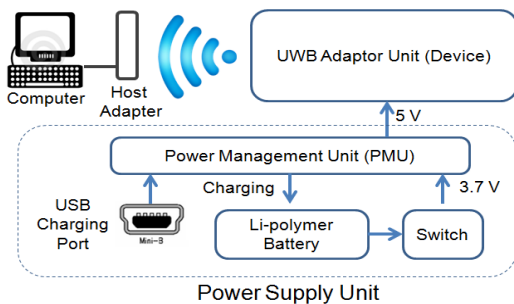 UWB Adaptor Unit (Device)
Computer
Host
Adapter
5 V
Power Management Unit (PMU)
Charging
3.7 V
USB
Charging
Port
Mini-B
Li-polymer
Battery
Switch
Power Supply Unit